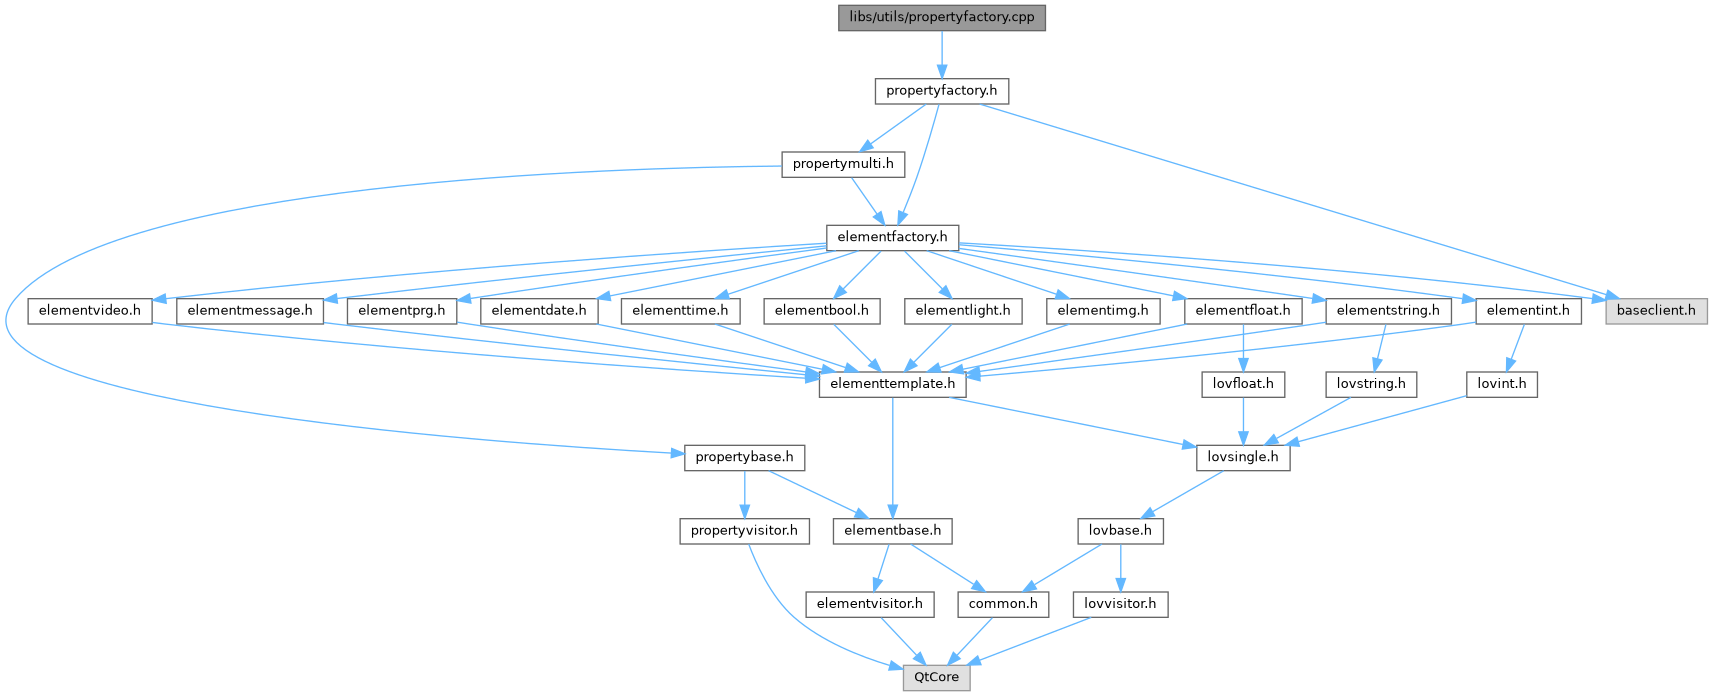 libs/utils/propertyfactory.cpp
propertyfactory.h
propertymulti.h
elementfactory.h
elementvideo.h
elementmessage.h
elementprg.h
elementdate.h
elementtime.h
elementbool.h
elementlight.h
elementimg.h
elementfloat.h
elementstring.h
elementint.h
baseclient.h
elementtemplate.h
lovfloat.h
lovstring.h
lovint.h
propertybase.h
lovsingle.h
propertyvisitor.h
elementbase.h
lovbase.h
elementvisitor.h
common.h
lovvisitor.h
QtCore